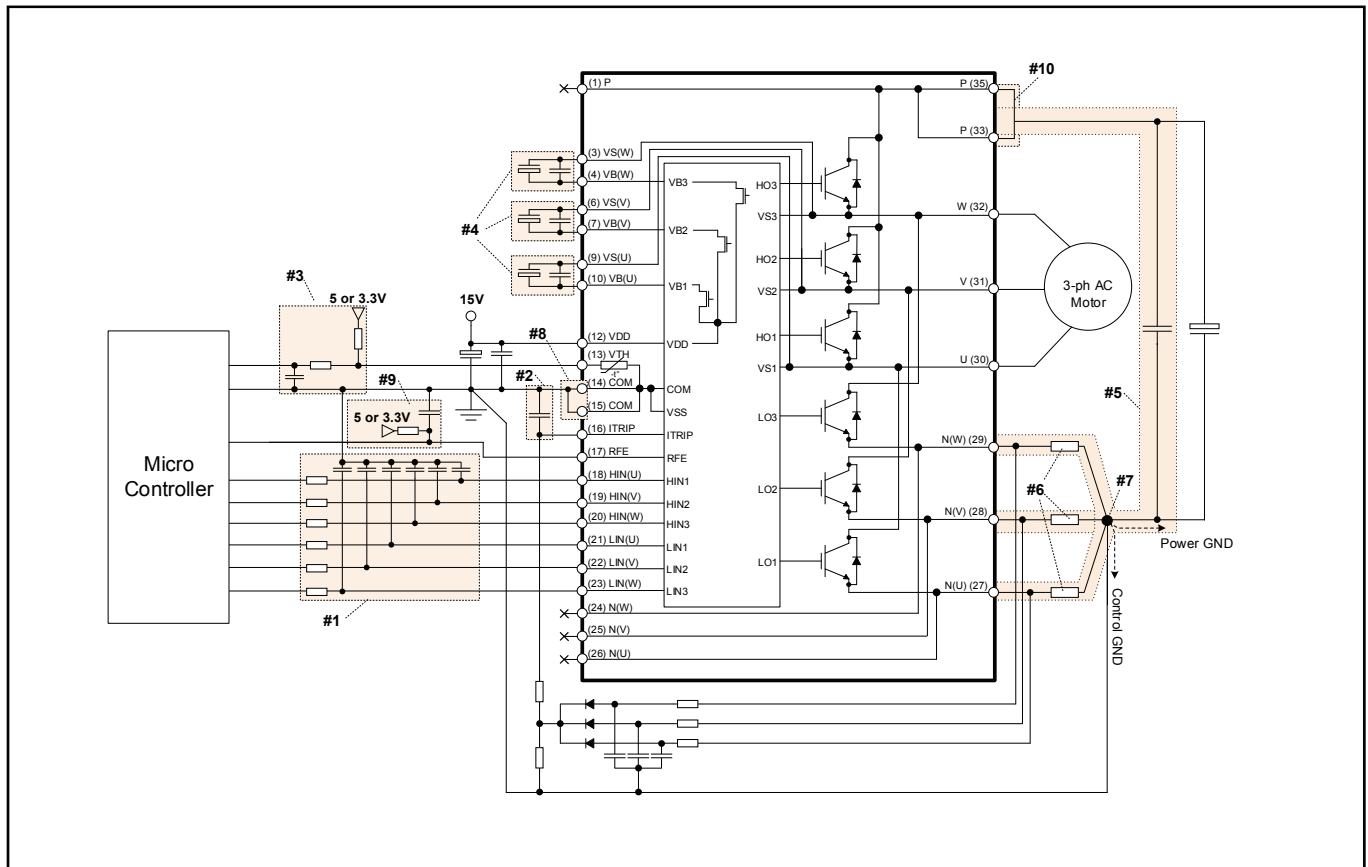 #10
(1) P
P (35)
P (33)
(3) VS(W)
(4) VB(W)
(6) VS(V)
(7) VB(V)
(9) VS(U)
(10) VB(U)
#4
VB3
VB2
VB1
HO3
VS3
HO2
VS2
HO1
VS1
W (32)
V (31)
U (30)
3-ph AC
Motor
#3
5 or 3.3V
15V
#8
(12) VDD
VDD
(13) VTH
-t°
(14) COM
COM
(15) COM
VSS
#2
(16) ITRIP
ITRIP
#9
5 or 3.3V
(17) RFE
RFE
(18) HIN(U)
HIN1
(19) HIN(V)
HIN2
(20) HIN(W)
HIN3
(21) LIN(U)
LIN1
(22) LIN(V)
LIN2
(23) LIN(W)
LIN3
(24) N(W)
(25) N(V)
(26) N(U)
LO3
LO2
LO1
N(W) (29)
N(V) (28)
N(U) (27)
#5
#6
#7
Power GND
Control GND
Micro
Controller
#1